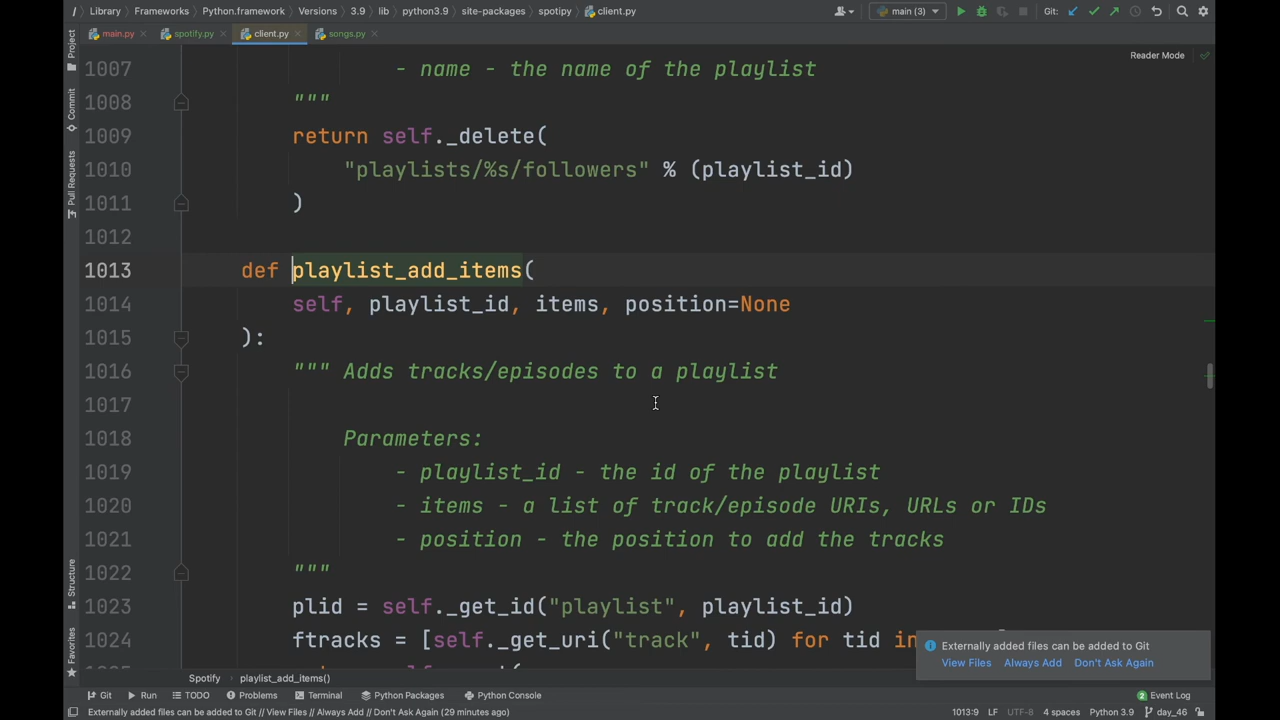 / Library Frameworks Python.framework Versions 3.9 lib python3.9 site-packages spotipy client.py main (3) Git:
main.py spotify.py client.py songs.py
Reader Mode
Project
Commit
Pull Requests
Structure
Favorites
1007 - name - the name of the playlist
1008 """
1009 return self._delete(
1010 "playlists/%s/followers" % (playlist_id)
1011 )
1012
1013 def playlist_add_items(
1014 self, playlist_id, items, position=None
1015 ):
1016 """ Adds tracks/episodes to a playlist
1017
1018 Parameters:
1019 - playlist_id - the id of the playlist
1020 - items - a list of track/episode URIs, URLs or IDs
1021 - position - the position to add the tracks
1022 """
1023 plid = self._get_id("playlist", playlist_id)
1024 ftracks = [self._get_uri("track", tid) for tid in
Externally added files can be added to Git
View Files Always Add Don't Ask Again
Spotify playlist_add_items()
Git Run TODO Problems Terminal Python Packages Python Console 2 Event Log
Externally added files can be added to Git // View Files // Always Add // Don't Ask Again (29 minutes ago) 1013:9 LF UTF-8 4 spaces Python 3.9 day_46